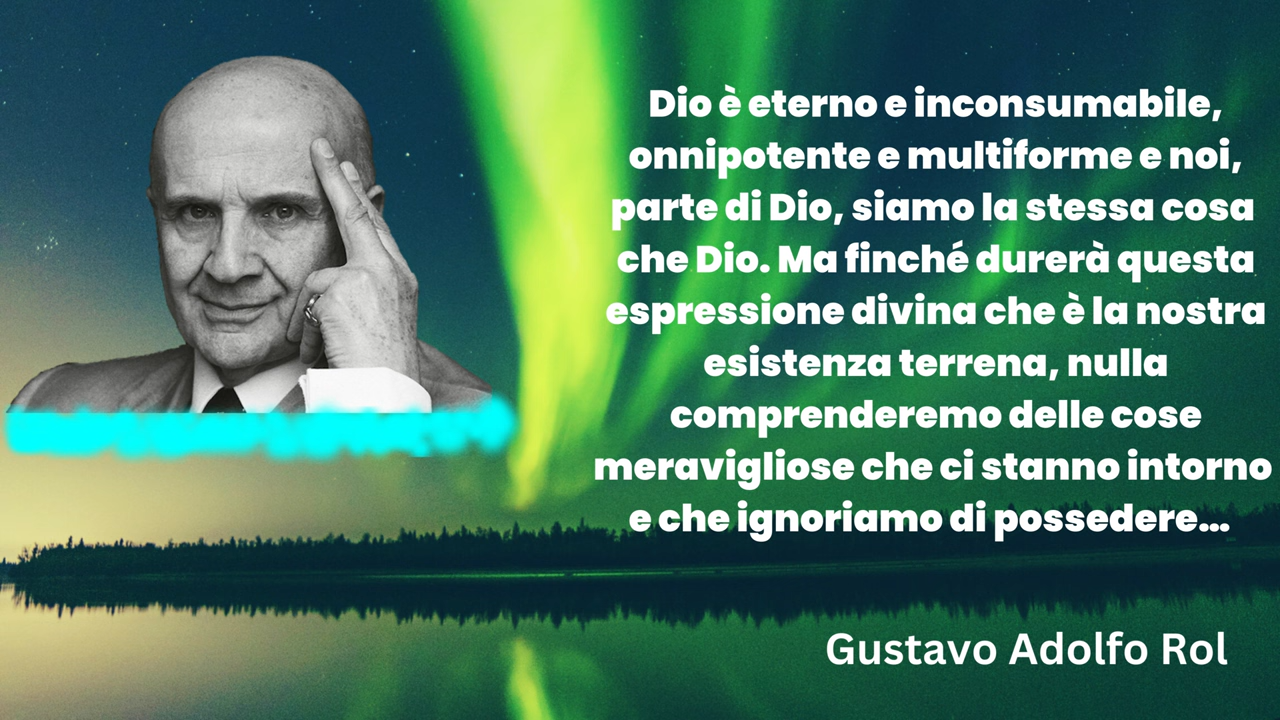 Dio è eterno e inconsumabile,
onnipotente e multiforme e noi,
parte di Dio, siamo la stessa cosa
che Dio. Ma finché durerà questa
espressione divina che è la nostra
esistenza terrena, nulla
comprenderemo delle cose
meravigliose che ci stanno intorno
e che ignoriamo di possedere...
Gustavo Adolfo Rol